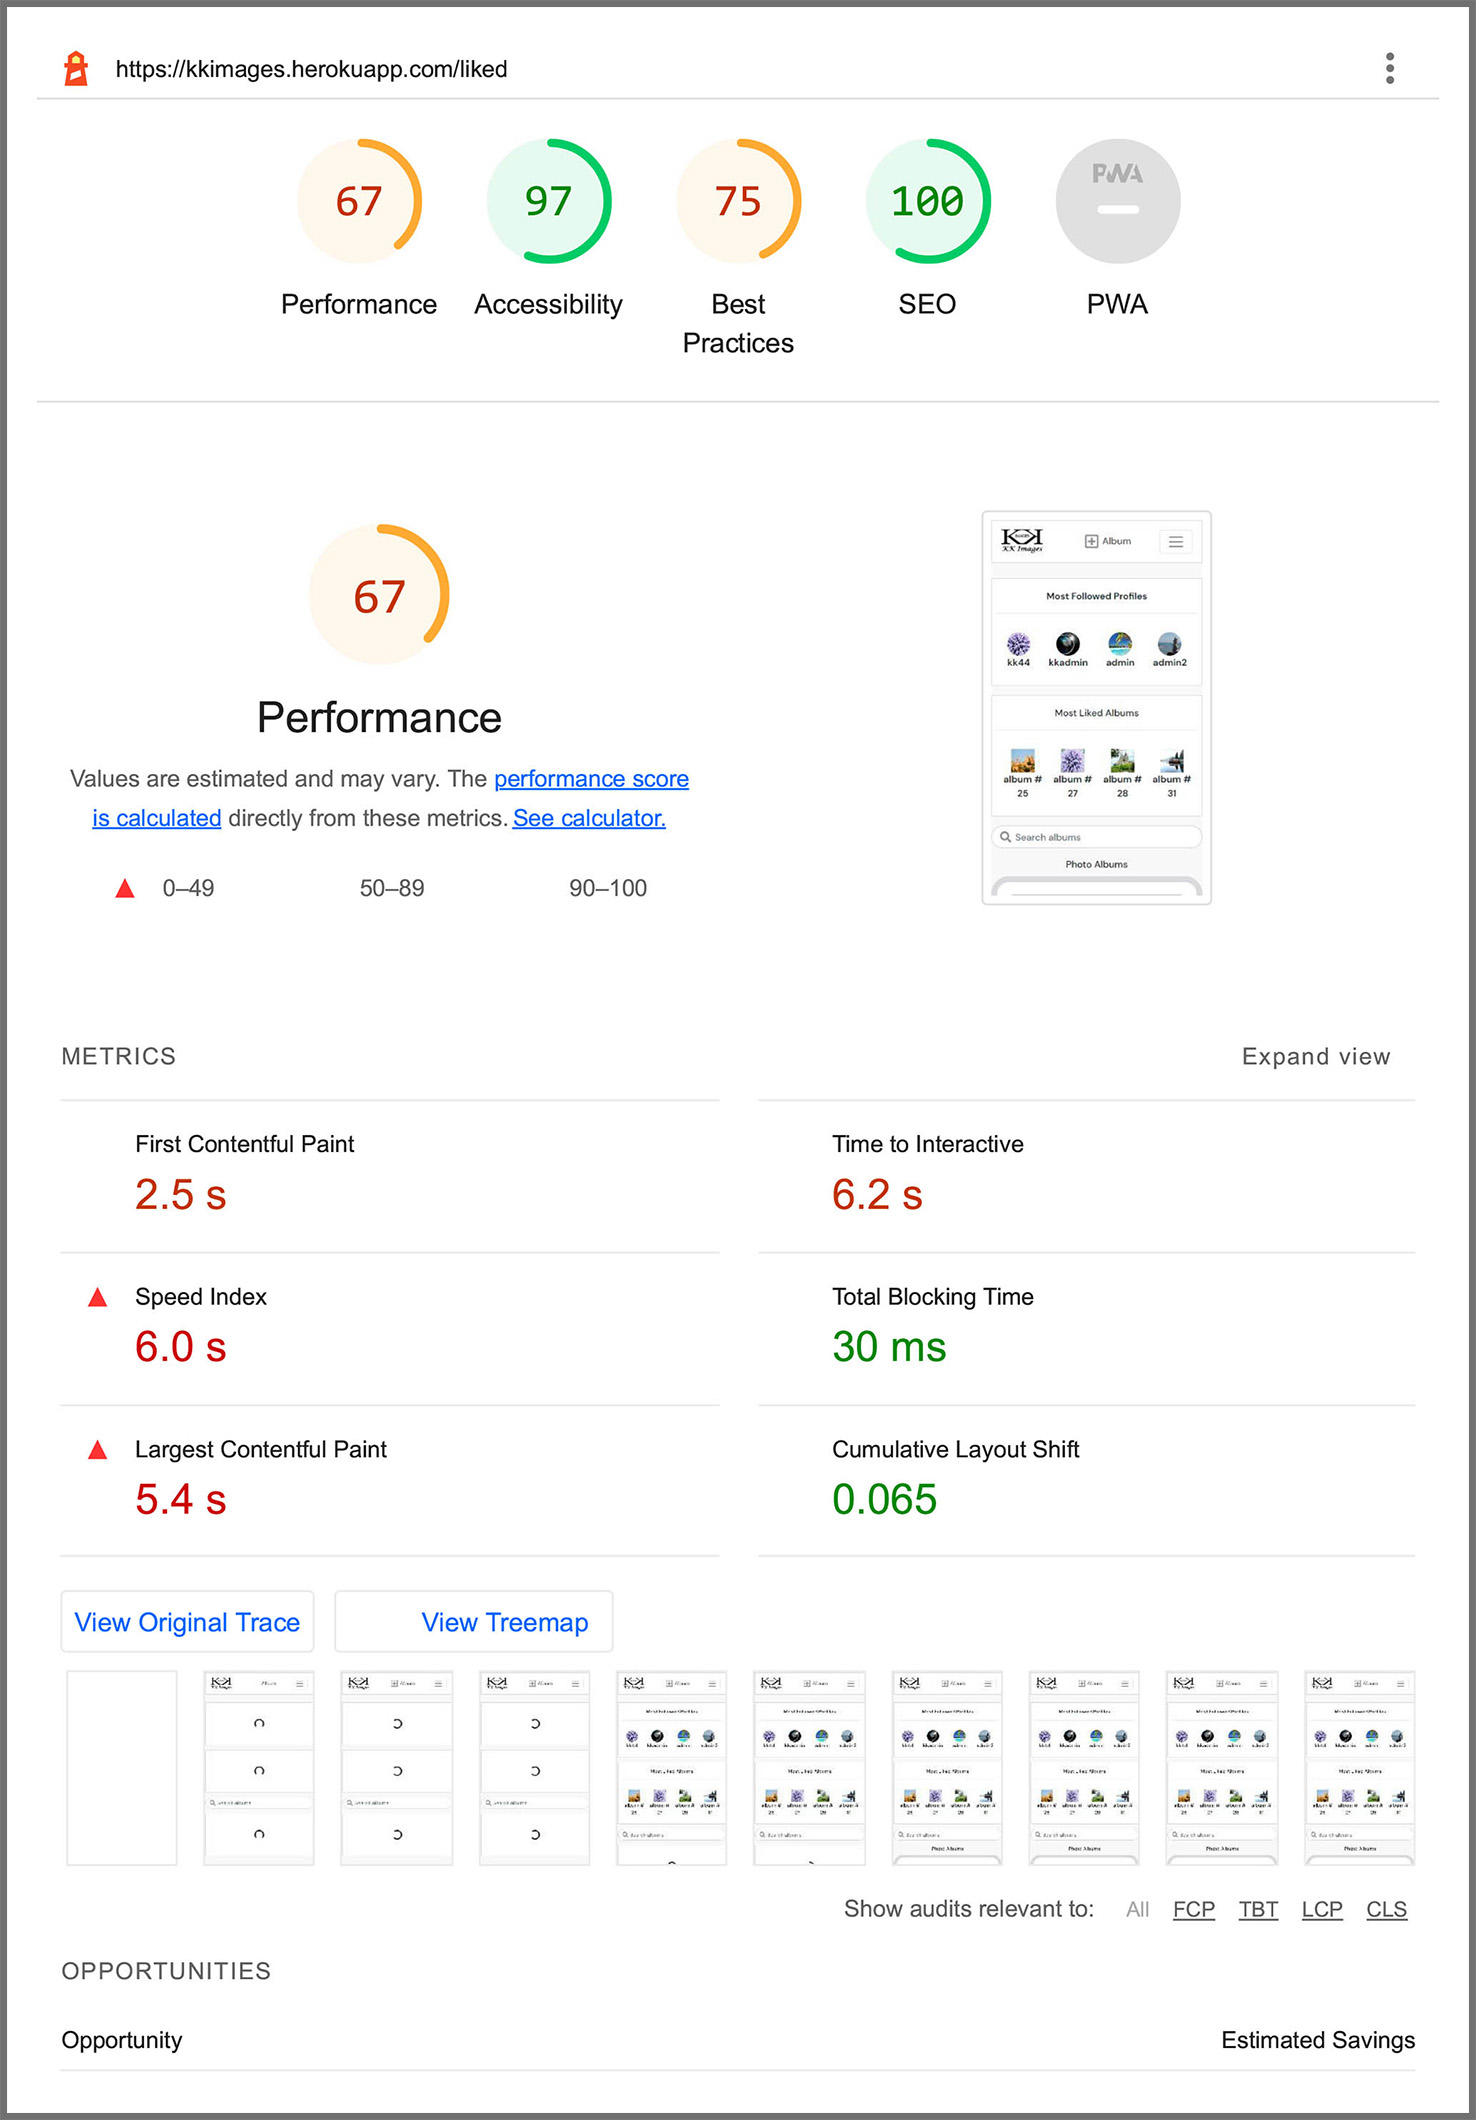 https://kkimages.herokuapp.com/liked
67
97
75
100
PWA
Performance
Accessibility
Best
Practices
SEO
PWA
67
Performance
Values are estimated and may vary. The performance score
is calculated directly from these metrics. See calculator.
0–49
50–89
90–100
KK Images
Album
Most Followed Profiles
kk44
kkadmin
admin
admin2
Most Liked Albums
album #
25
album #
27
album #
28
album #
31
Search albums
Photo Albums
METRICS
Expand view
First Contentful Paint
2.5 s
Time to Interactive
6.2 s
Speed Index
6.0 s
Total Blocking Time
30 ms
Largest Contentful Paint
5.4 s
Cumulative Layout Shift
0.065
View Original Trace
View Treemap
Show audits relevant to: All FCP TBT LCP CLS
OPPORTUNITIES
Opportunity
Estimated Savings